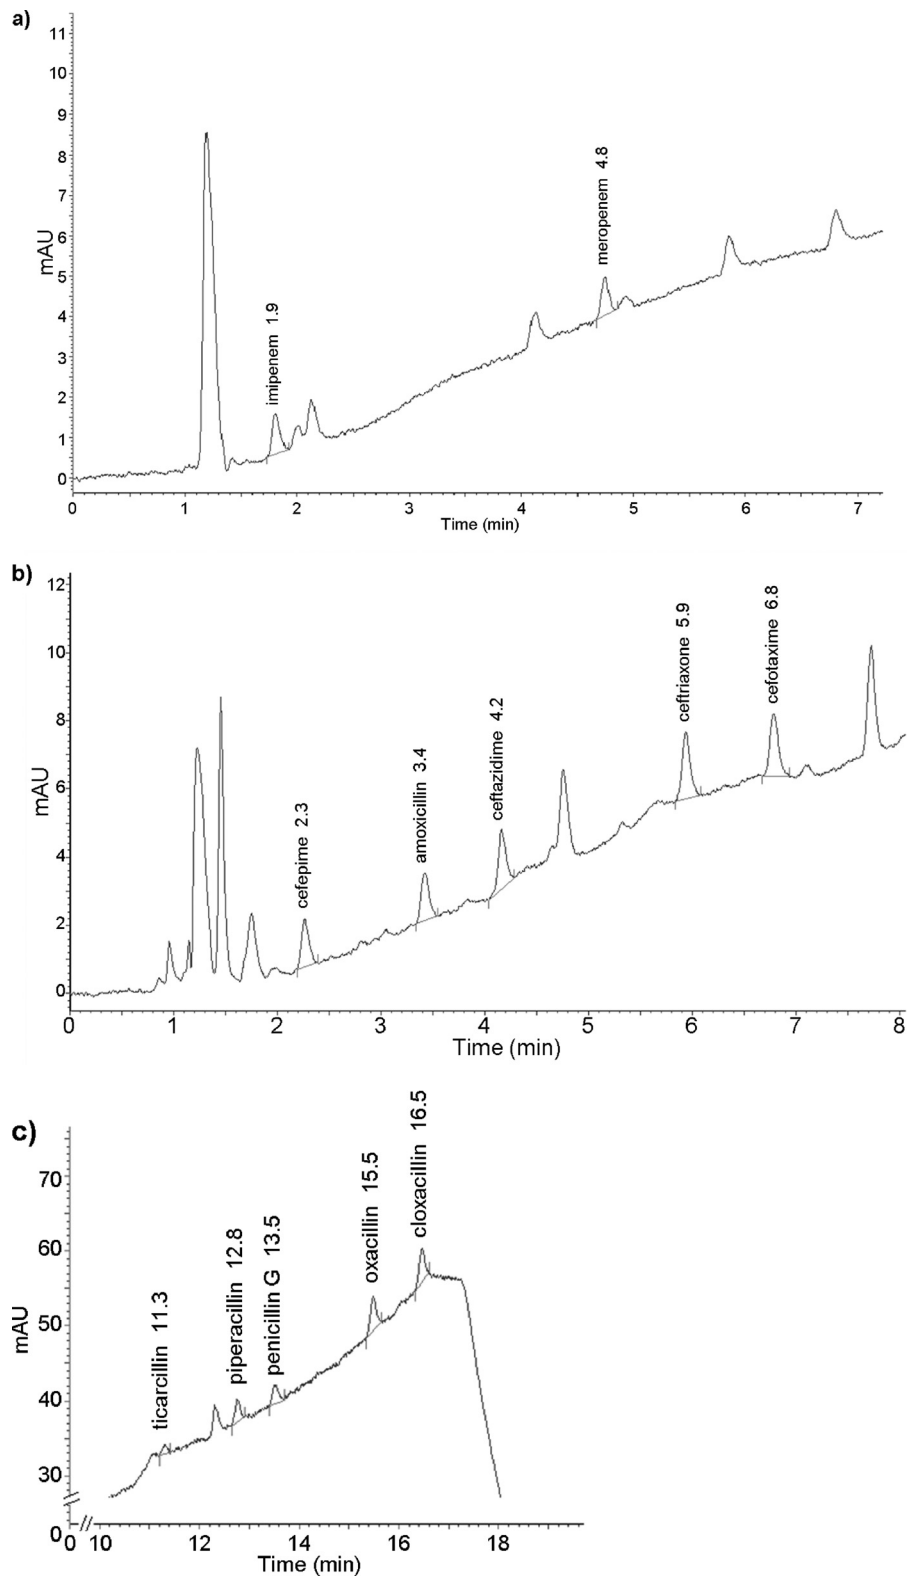 a)
11
10
9
8
7
6
5
4
3
2
1
0
mAU
imipenem 1.9
meropenem 4.8
0 1 2 3 4 5 6 7
Time (min)
b)
12
10
8
6
4
2
0
mAU
cefepime 2.3
amoxicillin 3.4
ceftazidime 4.2
ceftriaxone 5.9
cefotaxime 6.8
0 1 2 3 4 5 6 7 8
Time (min)
c)
70
60
50
40
30
0
mAU
ticarcillin 11.3
piperacillin 12.8
penicillin G 13.5
oxacillin 15.5
cloxacillin 16.5
0 10 12 14 16 18
Time (min)